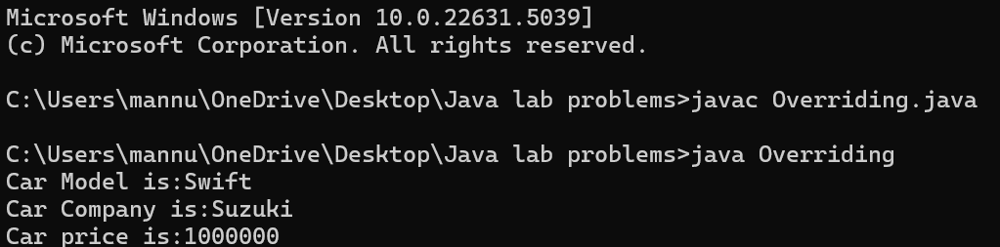 Microsoft Windows [Version 10.0.22631.5039]
(c) Microsoft Corporation. All rights reserved.
C:\Users\mannu\OneDrive\Desktop\Java lab problems>javac Overriding.java
C:\Users\mannu\OneDrive\Desktop\Java lab problems>java Overriding
Car Model is:Swift
Car Company is:Suzuki
Car price is:1000000